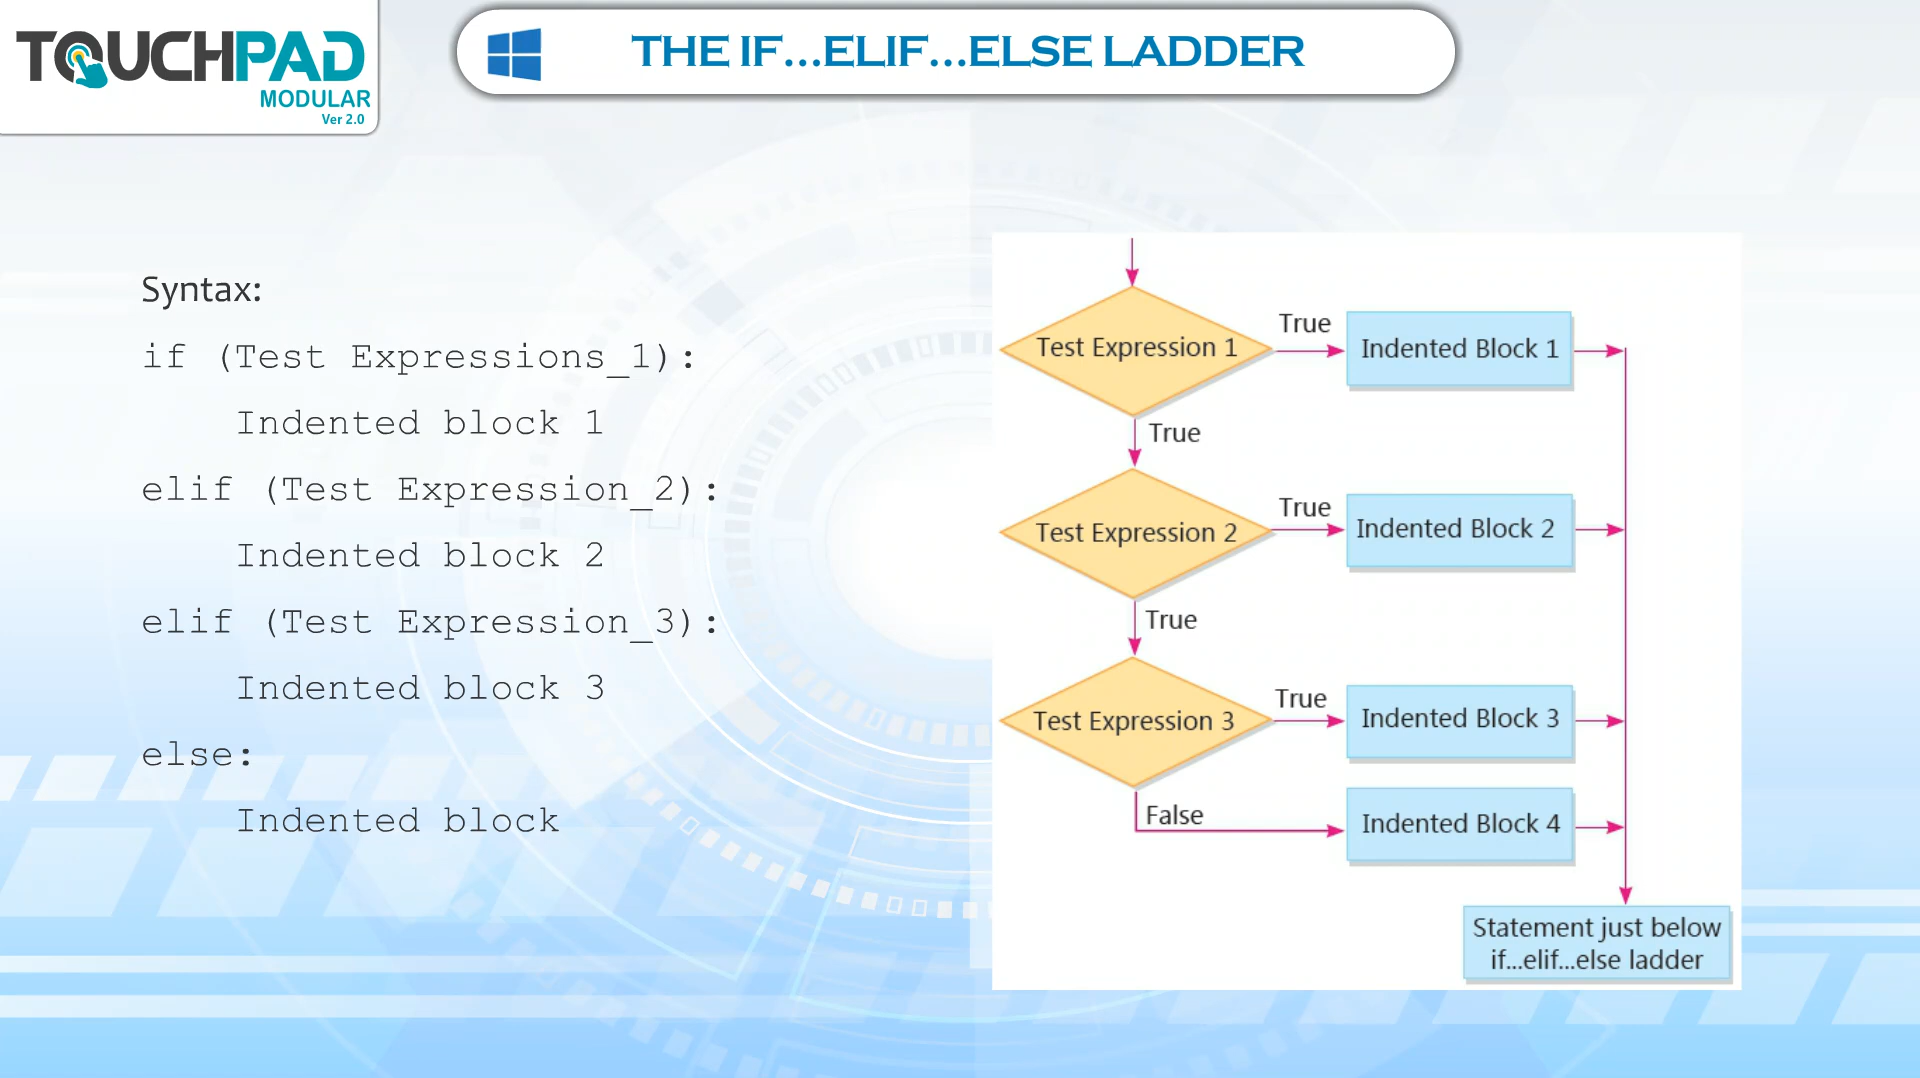 TOUCHPAD
MODULAR
Ver 2.0
THE IF...ELIF...ELSE LADDER
Syntax:
if (Test Expressions_1):
    Indented block 1
elif (Test Expression_2):
    Indented block 2
elif (Test Expression_3):
    Indented block 3
else:
    Indented block
Test Expression 1
True
Indented Block 1
True
Test Expression 2
True
Indented Block 2
True
Test Expression 3
True
Indented Block 3
False
Indented Block 4
Statement just below
if...elif...else ladder